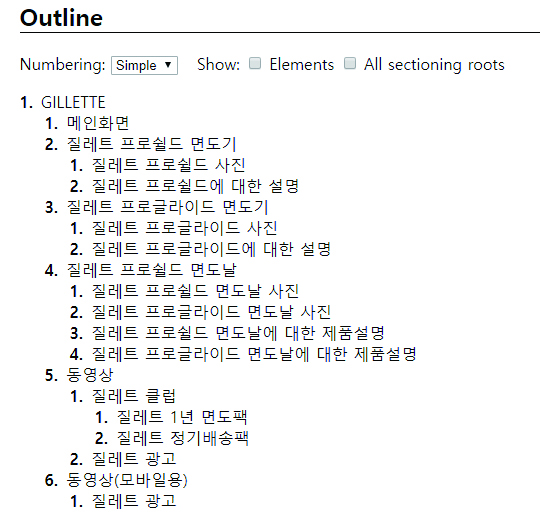 Outline
Numbering: Simple ▼ Show: Elements All sectioning roots
1. GILLETTE
1. 메인화면
2. 질레트 프로쉴드 면도기
1. 질레트 프로쉴드 사진
2. 질레트 프로쉴드에 대한 설명
3. 질레트 프로글라이드 면도기
1. 질레트 프로글라이드 사진
2. 질레트 프로글라이드에 대한 설명
4. 질레트 프로쉴드 면도날
1. 질레트 프로쉴드 면도날 사진
2. 질레트 프로글라이드 면도날 사진
3. 질레트 프로쉴드 면도날에 대한 제품설명
4. 질레트 프로글라이드 면도날에 대한 제품설명
5. 동영상
1. 질레트 클럽
1. 질레트 1년 면도팩
2. 질레트 정기배송팩
2. 질레트 광고
6. 동영상(모바일용)
1. 질레트 광고